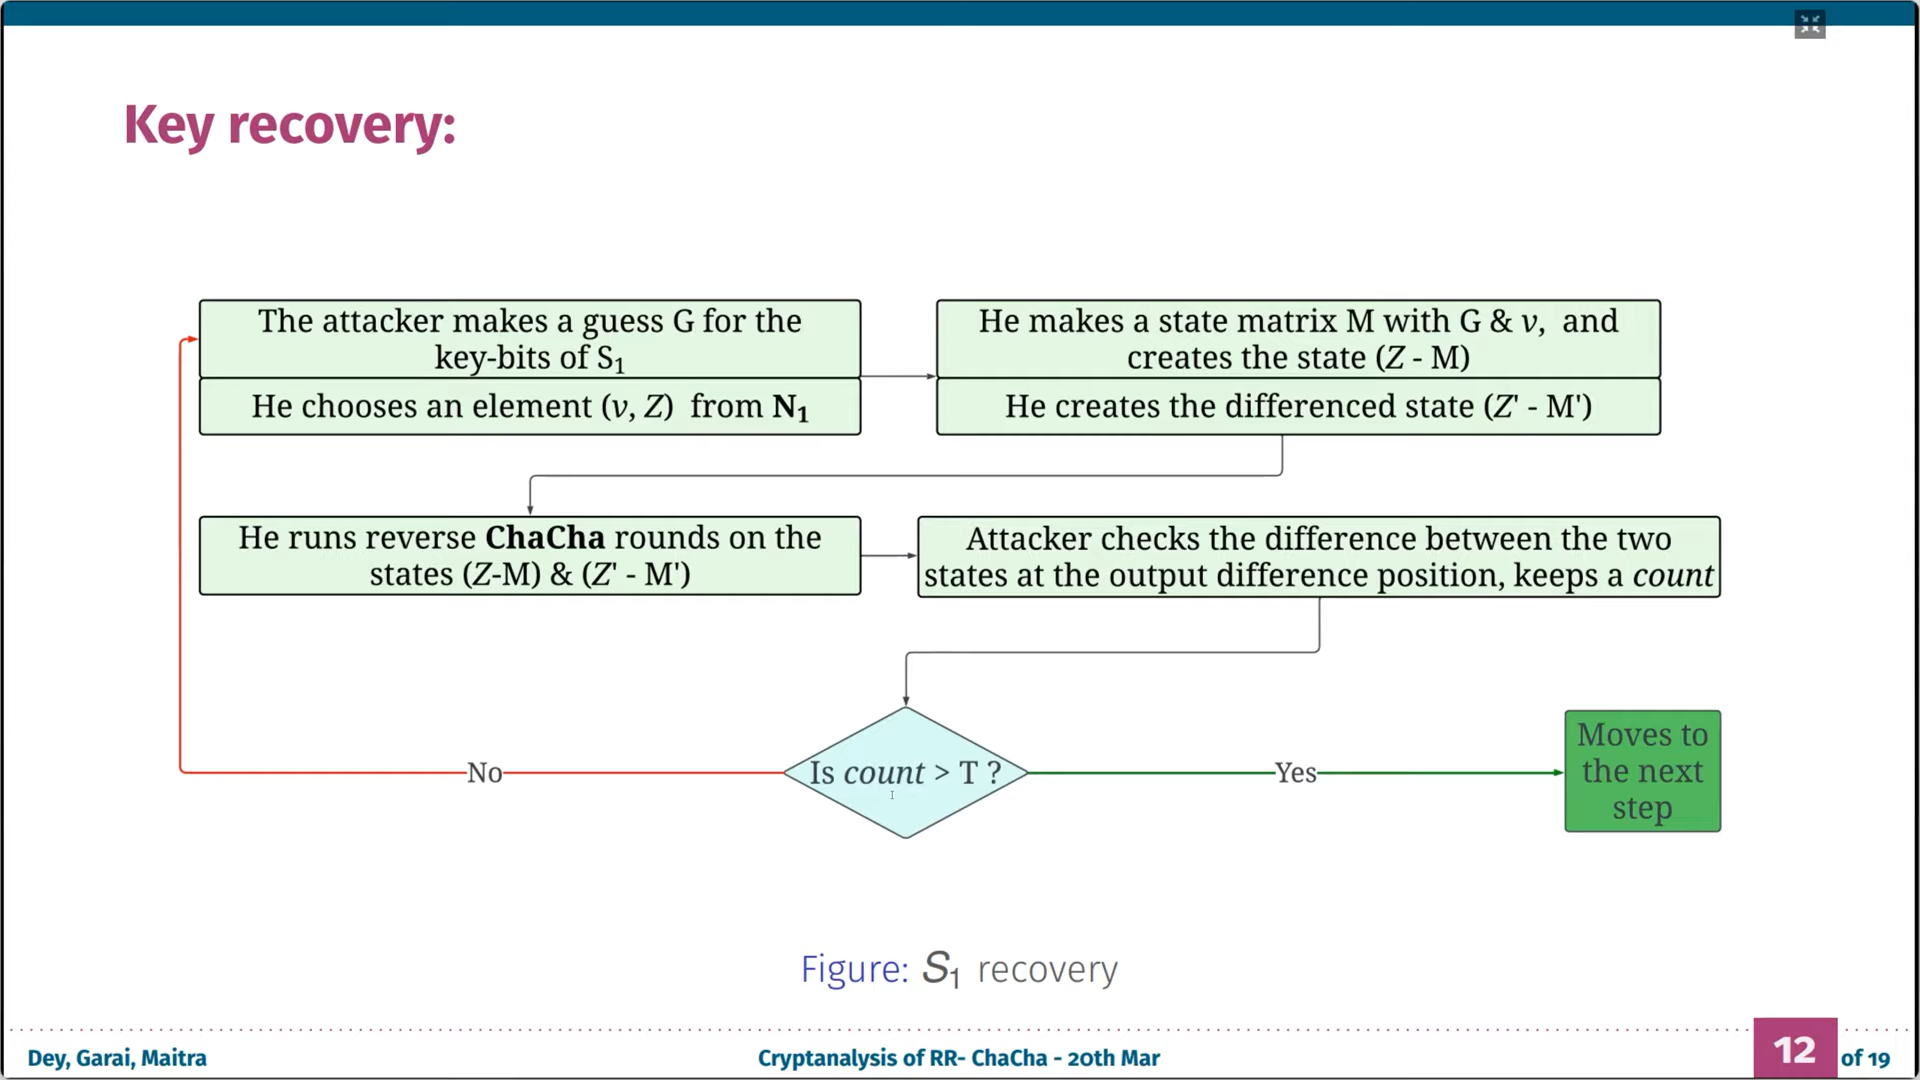 Key recovery:
The attacker makes a guess G for the
key-bits of S₁
He chooses an element (v, Z) from N₁
He makes a state matrix M with G & v, and
creates the state (Z - M)
He creates the differenced state (Z' - M')
He runs reverse ChaCha rounds on the
states (Z-M) & (Z' - M')
Attacker checks the difference between the two
states at the output difference position, keeps a count
Is count > T ?
No
Yes
Moves to
the next
step
Figure: S₁ recovery
Dey, Garai, Maitra
Cryptanalysis of RR- ChaCha - 20th Mar
12 of 19